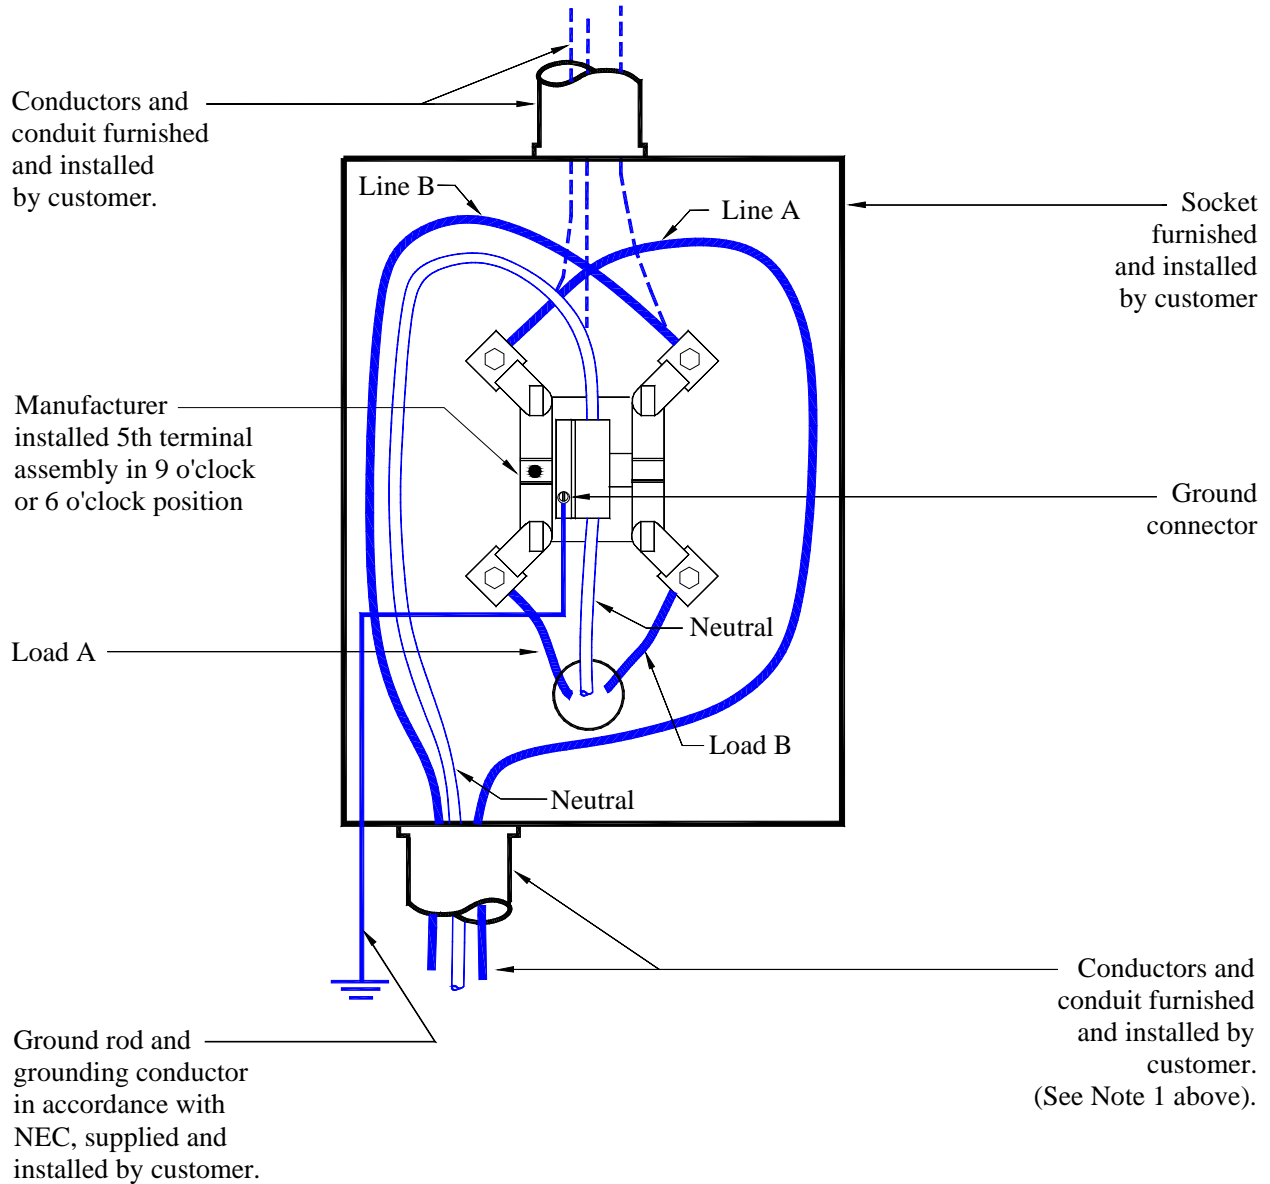 Conductors and
conduit furnished
and installed
by customer.
Line B
Line A
Socket
furnished
and installed
by customer
Manufacturer
installed 5th terminal
assembly in 9 o'clock
or 6 o'clock position
Ground
connector
Neutral
Load A
Load B
Neutral
Conductors and
conduit furnished
and installed by
customer.
(See Note 1 above).
Ground rod and
grounding conductor
in accordance with
NEC, supplied and
installed by customer.